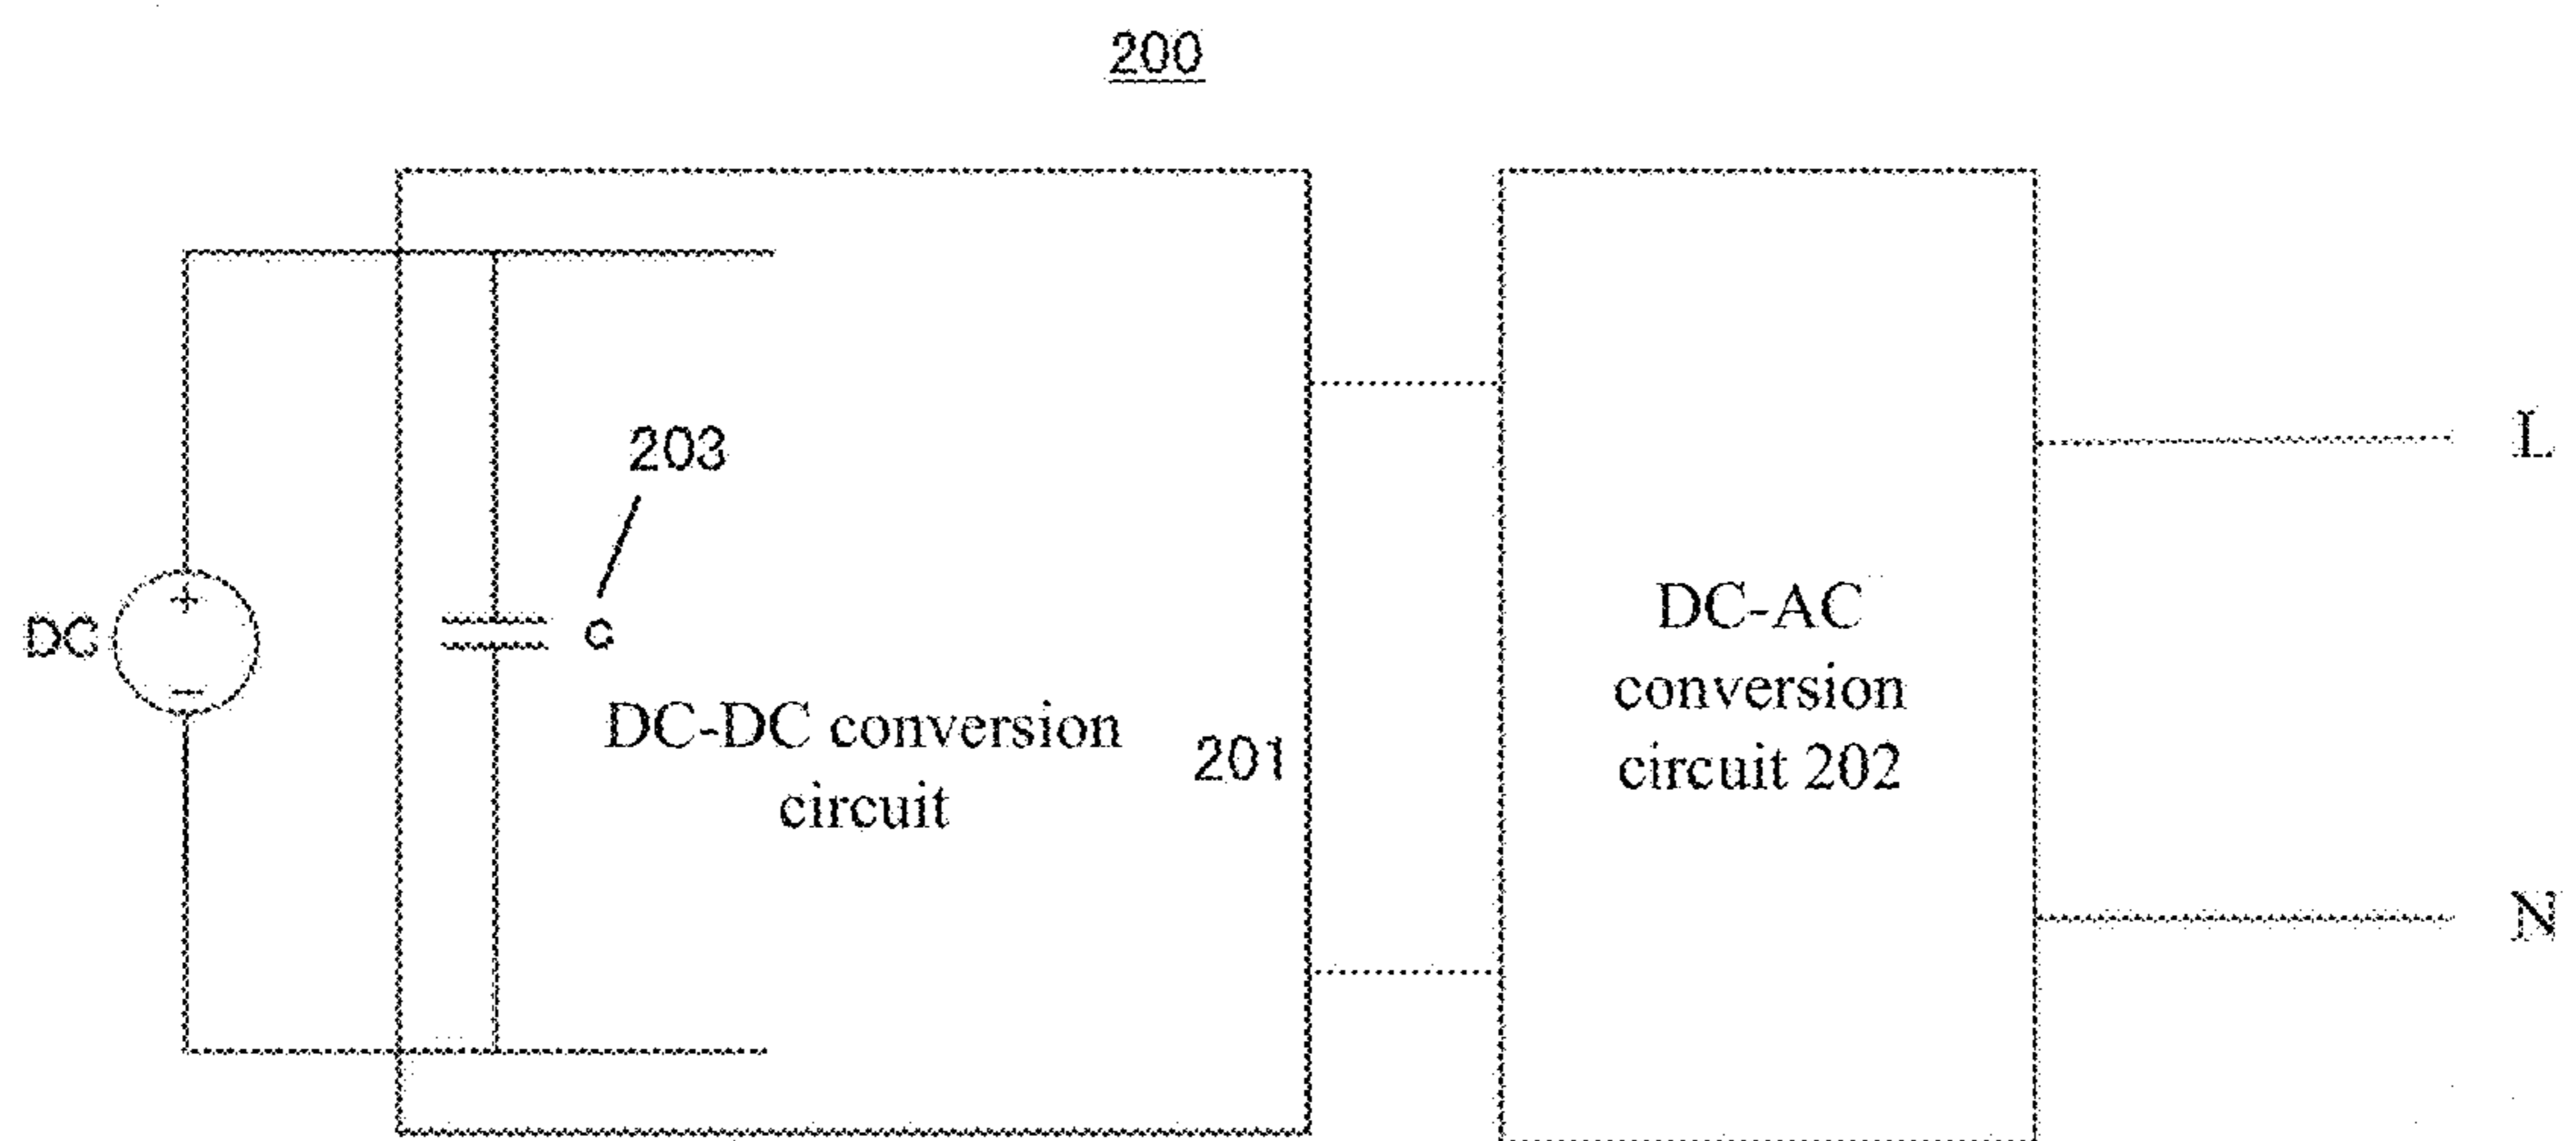 200
203
L
DC
+
−
C
DC-DC conversion
circuit
201
DC-AC
conversion
circuit 202
N